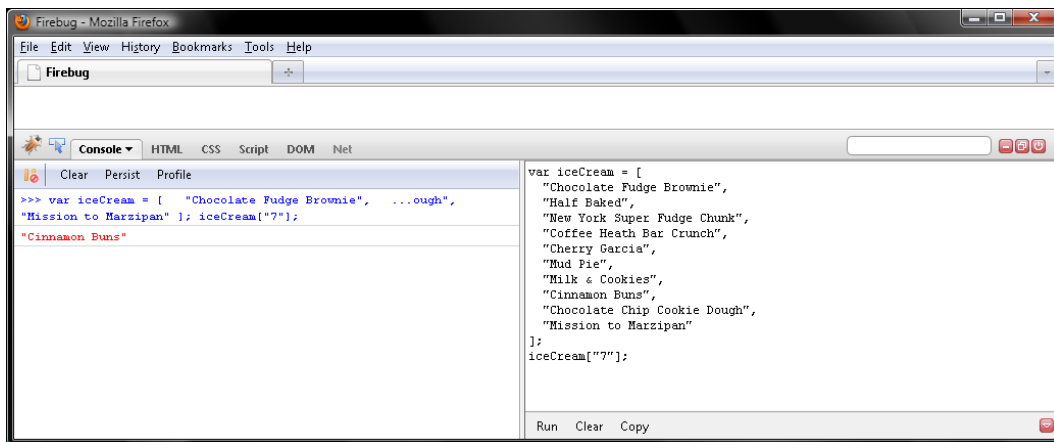 Firebug - Mozilla Firefox
File Edit View History Bookmarks Tools Help
Firebug
Console HTML CSS Script DOM Net
Clear Persist Profile
>>> var iceCream = [ "Chocolate Fudge Brownie", ...ough",
"Mission to Marzipan" ]; iceCream["7"];
"Cinnamon Buns"
var iceCream = [
"Chocolate Fudge Brownie",
"Half Baked",
"New York Super Fudge Chunk",
"Coffee Heath Bar Crunch",
"Cherry Garcia",
"Mud Pie",
"Milk & Cookies",
"Cinnamon Buns",
"Chocolate Chip Cookie Dough",
"Mission to Marzipan"
];
iceCream["7"];
Run Clear Copy